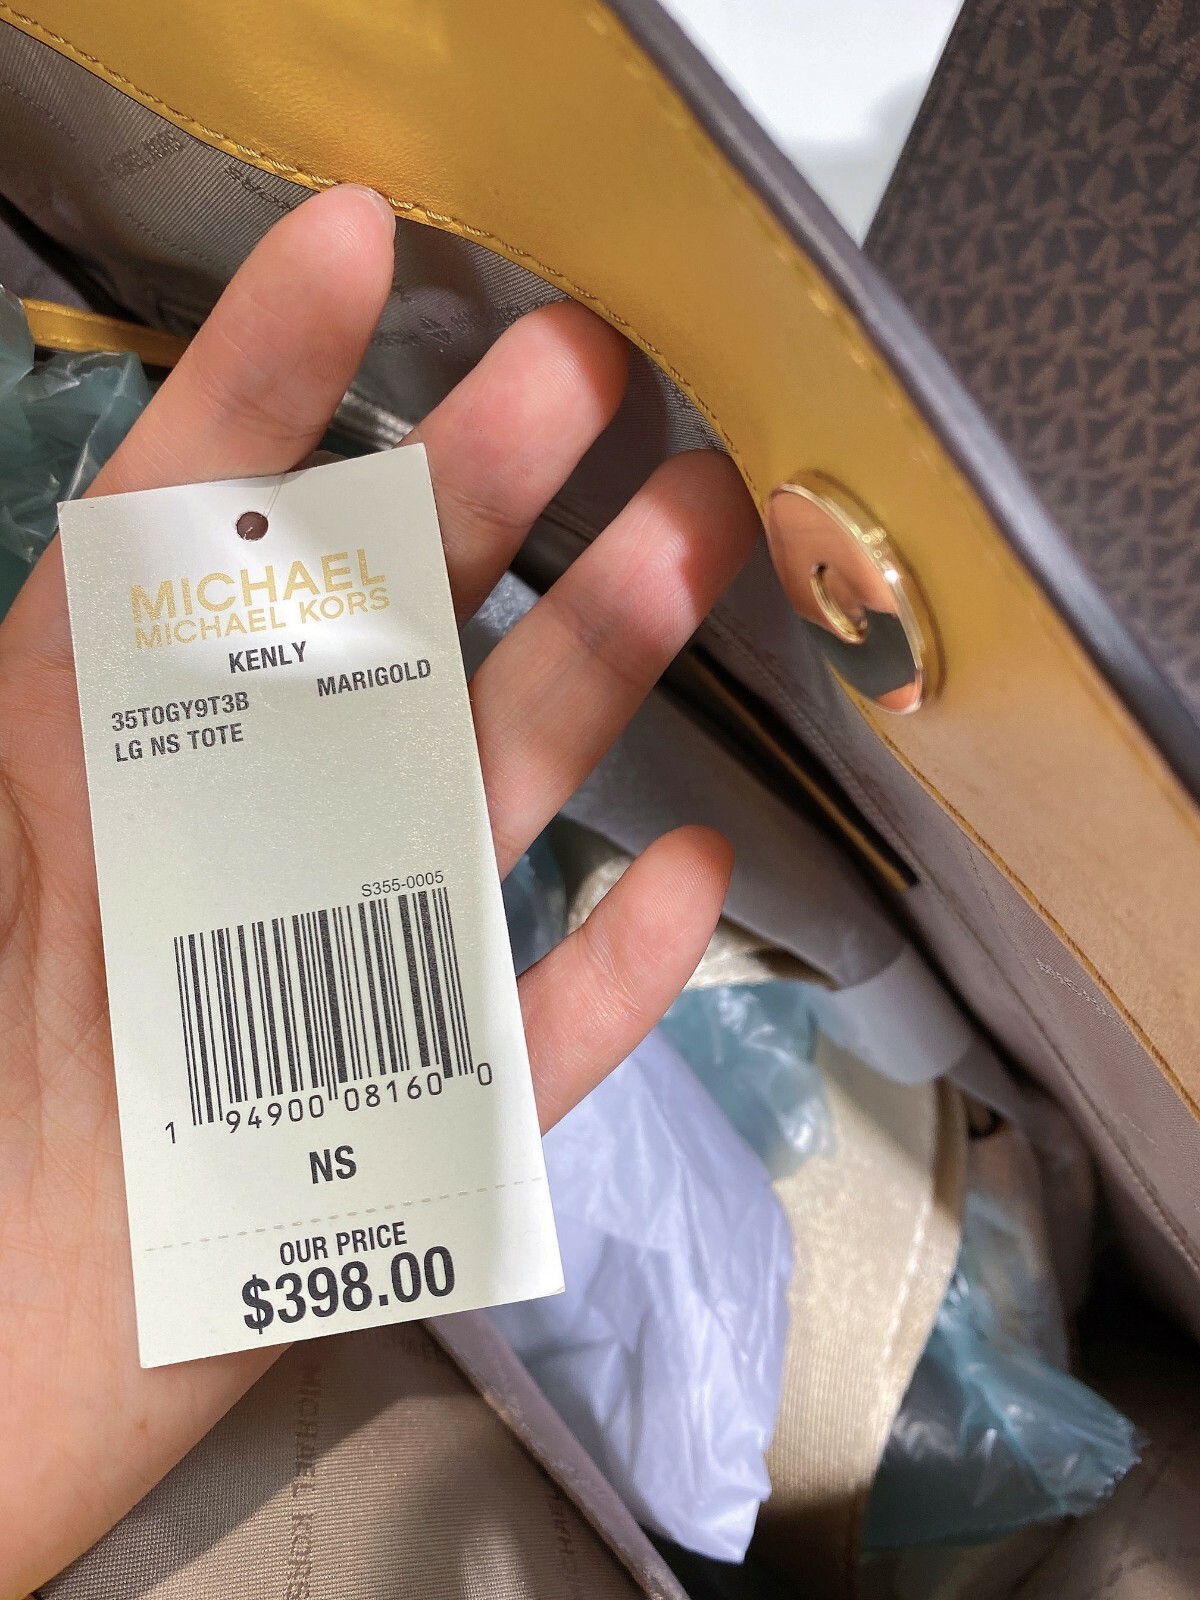 MICHAEL
MICHAEL KORS
KENLY
35T0GY9T3B MARIGOLD
LG NS TOTE
S355-0005
1 94900 08160 0
NS
OUR PRICE
$398.00